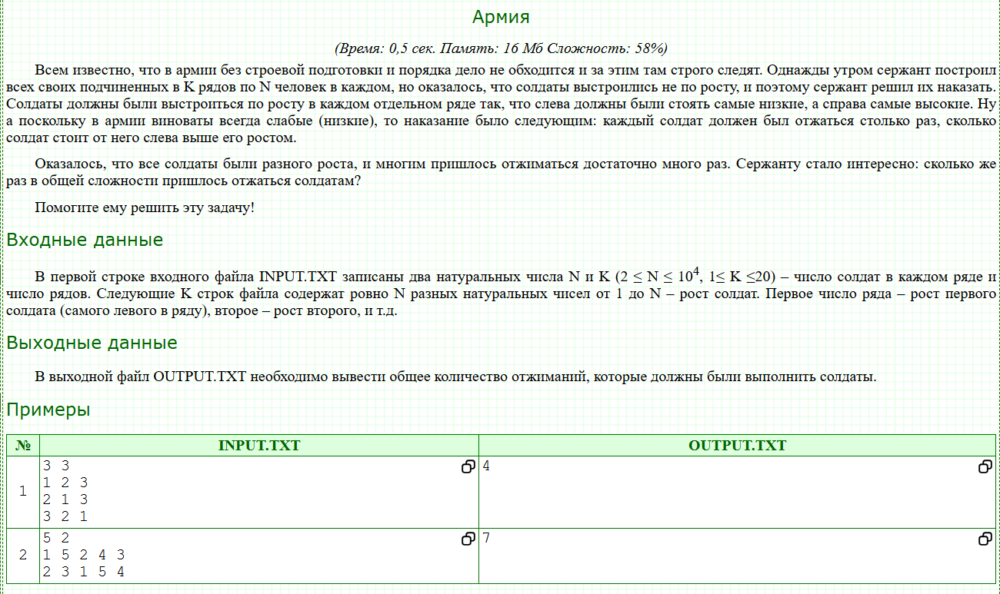 Армия
(Время: 0,5 сек. Память: 16 Мб Сложность: 58%)
Всем известно, что в армии без строевой подготовки и порядка дело не обходится и за этим там строго следят. Однажды утром сержант построил
всех своих подчиненных в K рядов по N человек в каждом, но оказалось, что солдаты выстроились не по росту, и поэтому сержант решил их наказать.
Солдаты должны были выстроиться по росту в каждом отдельном ряде так, что слева должны были стоять самые низкие, а справа самые высокие. Ну
а поскольку в армии виноваты всегда слабые (низкие), то наказание было следующим: каждый солдат должен был отжаться столько раз, сколько
солдат стоит от него слева выше его ростом.
Оказалось, что все солдаты были разного роста, и многим пришлось отжиматься достаточно много раз. Сержанту стало интересно: сколько же
раз в общей сложности пришлось отжаться солдатам?
Помогите ему решить эту задачу!
Входные данные
В первой строке входного файла INPUT.TXT записаны два натуральных числа N и K (2 ≤ N ≤ 10⁴, 1≤ K ≤20) – число солдат в каждом ряде и
число рядов. Следующие K строк файла содержат ровно N разных натуральных чисел от 1 до N – рост солдат. Первое число ряда – рост первого
солдата (самого левого в ряду), второе – рост второго, и т.д.
Выходные данные
В выходной файл OUTPUT.TXT необходимо вывести общее количество отжиманий, которые должны были выполнить солдаты.
Примеры
№ INPUT.TXT OUTPUT.TXT
1 3 3 4
1 2 3
2 1 3
3 2 1
2 5 2 7
1 5 2 4 3
2 3 1 5 4